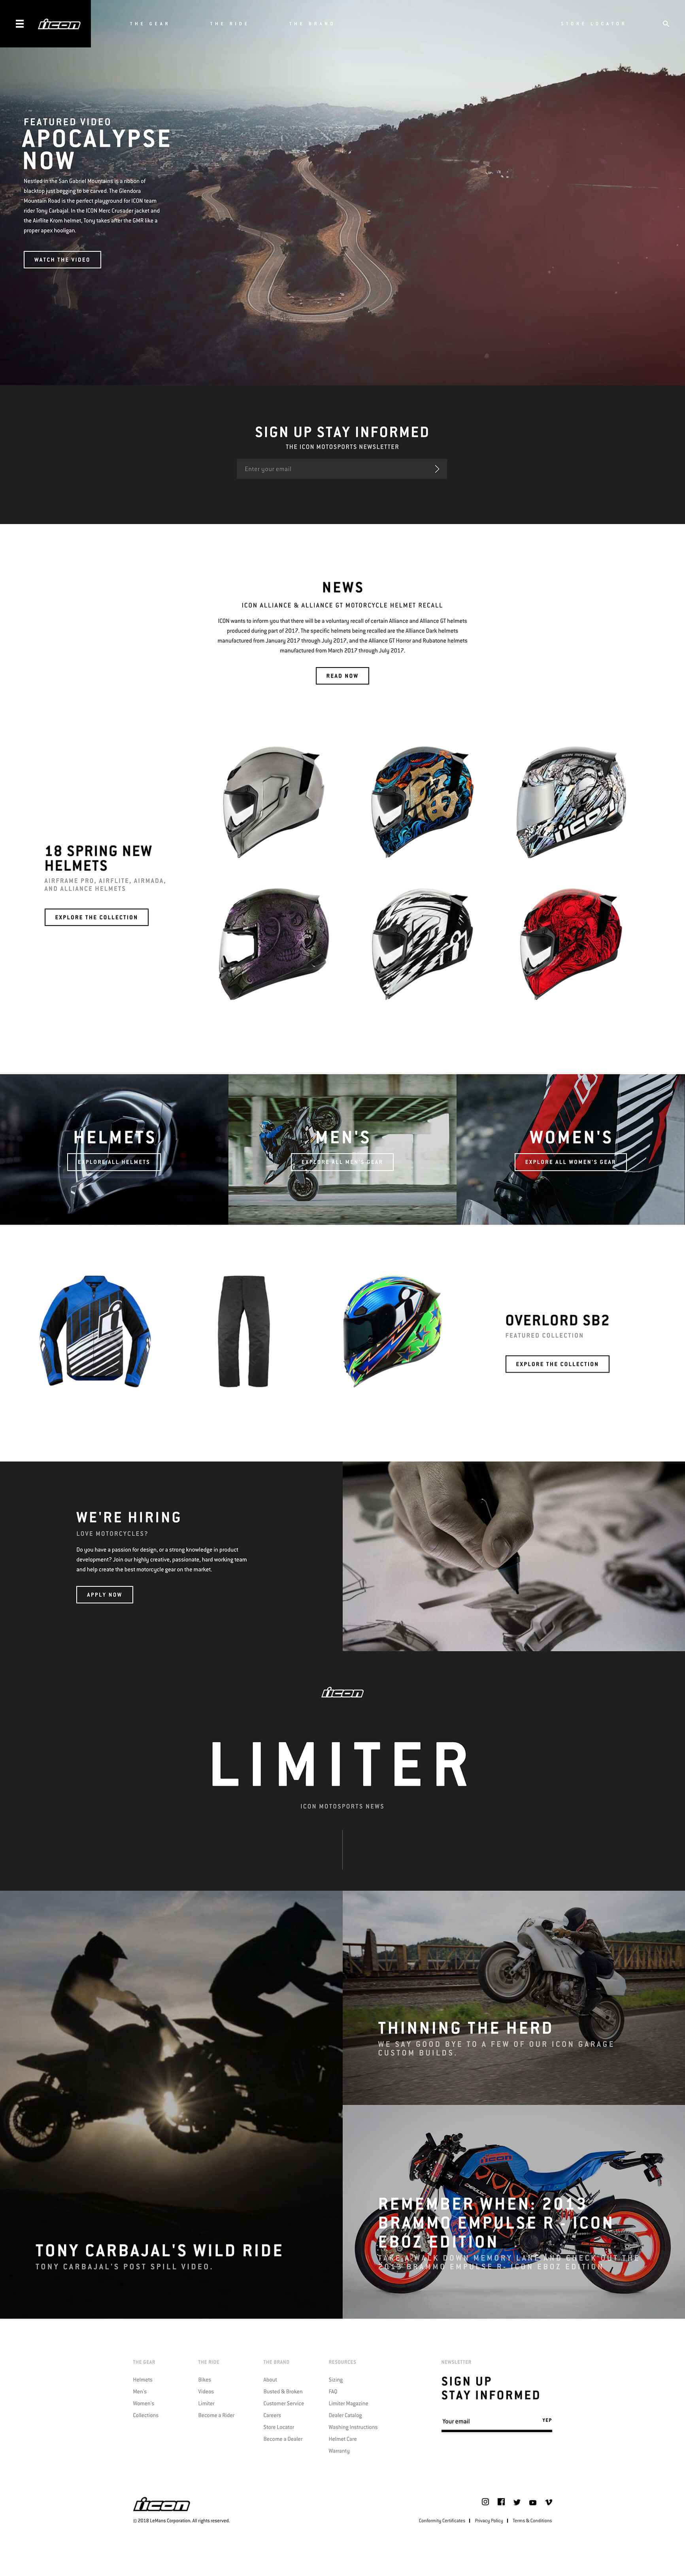 icon
THE GEAR THE RIDE THE BRAND STORE LOCATOR
FEATURED VIDEO
APOCALYPSE
NOW
Nestled in the San Gabriel Mountains is a ribbon of
blacktop just begging to be carved. The Glendora
Mountain Road is the perfect playground for ICON team
rider Tony Carbajal. In the ICON Merc Crusader jacket and
the Airflite Krom helmet, Tony takes after the GMR like a
proper apex hooligan.
WATCH THE VIDEO
SIGN UP STAY INFORMED
THE ICON MOTOSPORTS NEWSLETTER
Enter your email
NEWS
ICON ALLIANCE & ALLIANCE GT MOTORCYCLE HELMET RECALL
ICON wants to inform you that there will be a voluntary recall of certain Alliance and Alliance GT helmets
produced during part of 2017. The specific helmets being recalled are the Alliance Dark helmets
manufactured from January 2017 through July 2017, and the Alliance GT Horror and Rubatone helmets
manufactured from March 2017 through July 2017.
READ NOW
18 SPRING NEW
HELMETS
AIRFRAME PRO, AIRFLITE, AIRMADA,
AND ALLIANCE HELMETS
EXPLORE THE COLLECTION
HELMETS
EXPLORE ALL HELMETS
MEN'S
EXPLORE ALL MEN'S GEAR
WOMEN'S
EXPLORE ALL WOMEN'S GEAR
OVERLORD SB2
FEATURED COLLECTION
EXPLORE THE COLLECTION
WE'RE HIRING
LOVE MOTORCYCLES?
Do you have a passion for design, or a strong knowledge in product
development? Join our highly creative, passionate, hard working team
and help create the best motorcycle gear on the market.
APPLY NOW
icon
LIMITER
ICON MOTOSPORTS NEWS
THINNING THE HERD
WE SAY GOOD BYE TO A FEW OF OUR ICON GARAGE
CUSTOM BUILDS.
REMEMBER WHEN: 2013
BRAMMO EMPULSE R - ICON
EBOZ EDITION
TAKE A WALK DOWN MEMORY LANE AND CHECK OUT THE
2013 BRAMMO EMPULSE R- ICON EBOZ EDITION
TONY CARBAJAL'S WILD RIDE
TONY CARBAJAL'S POST SPILL VIDEO.
THE GEAR
Helmets
Men's
Women's
Collections
THE RIDE
Bikes
Videos
Limiter
Become a Rider
THE BRAND
About
Busted & Broken
Customer Service
Careers
Store Locator
Become a Dealer
RESOURCES
Sizing
FAQ
Limiter Magazine
Dealer Catalog
Washing Instructions
Helmet Care
Warranty
NEWSLETTER
SIGN UP
STAY INFORMED
Your email YEP
icon
© 2018 LeMans Corporation. All rights reserved.
Conformity Certificates | Privacy Policy | Terms & Conditions